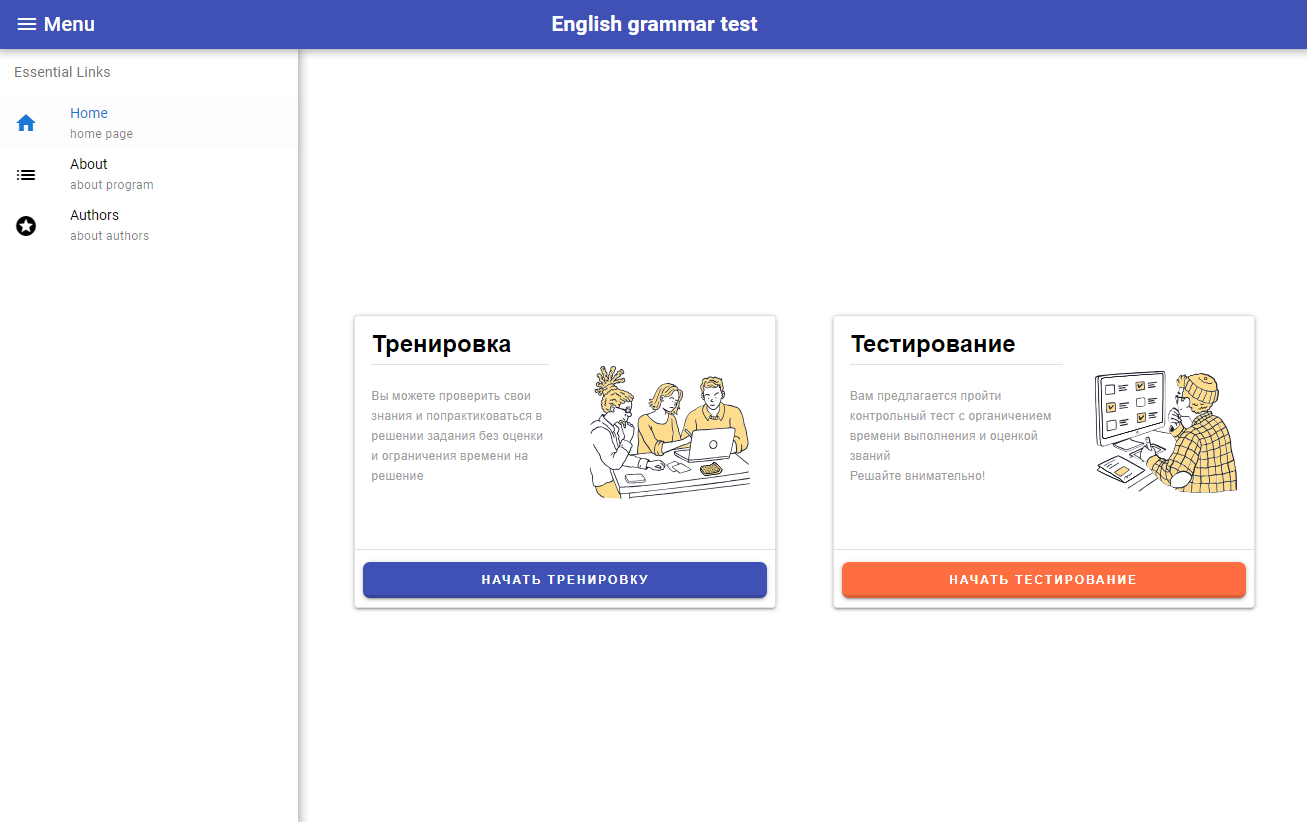 Menu
English grammar test
Essential Links
Home
home page
About
about program
Authors
about authors
Тренировка
Вы можете проверить свои
знания и попрактиковаться в
решении задания без оценки
и ограничения времени на
решение
НАЧАТЬ ТРЕНИРОВКУ
Тестирование
Вам предлагается пройти
контрольный тест с органичением
времени выполнения и оценкой
званий
Решайте внимательно!
НАЧАТЬ ТЕСТИРОВАНИЕ